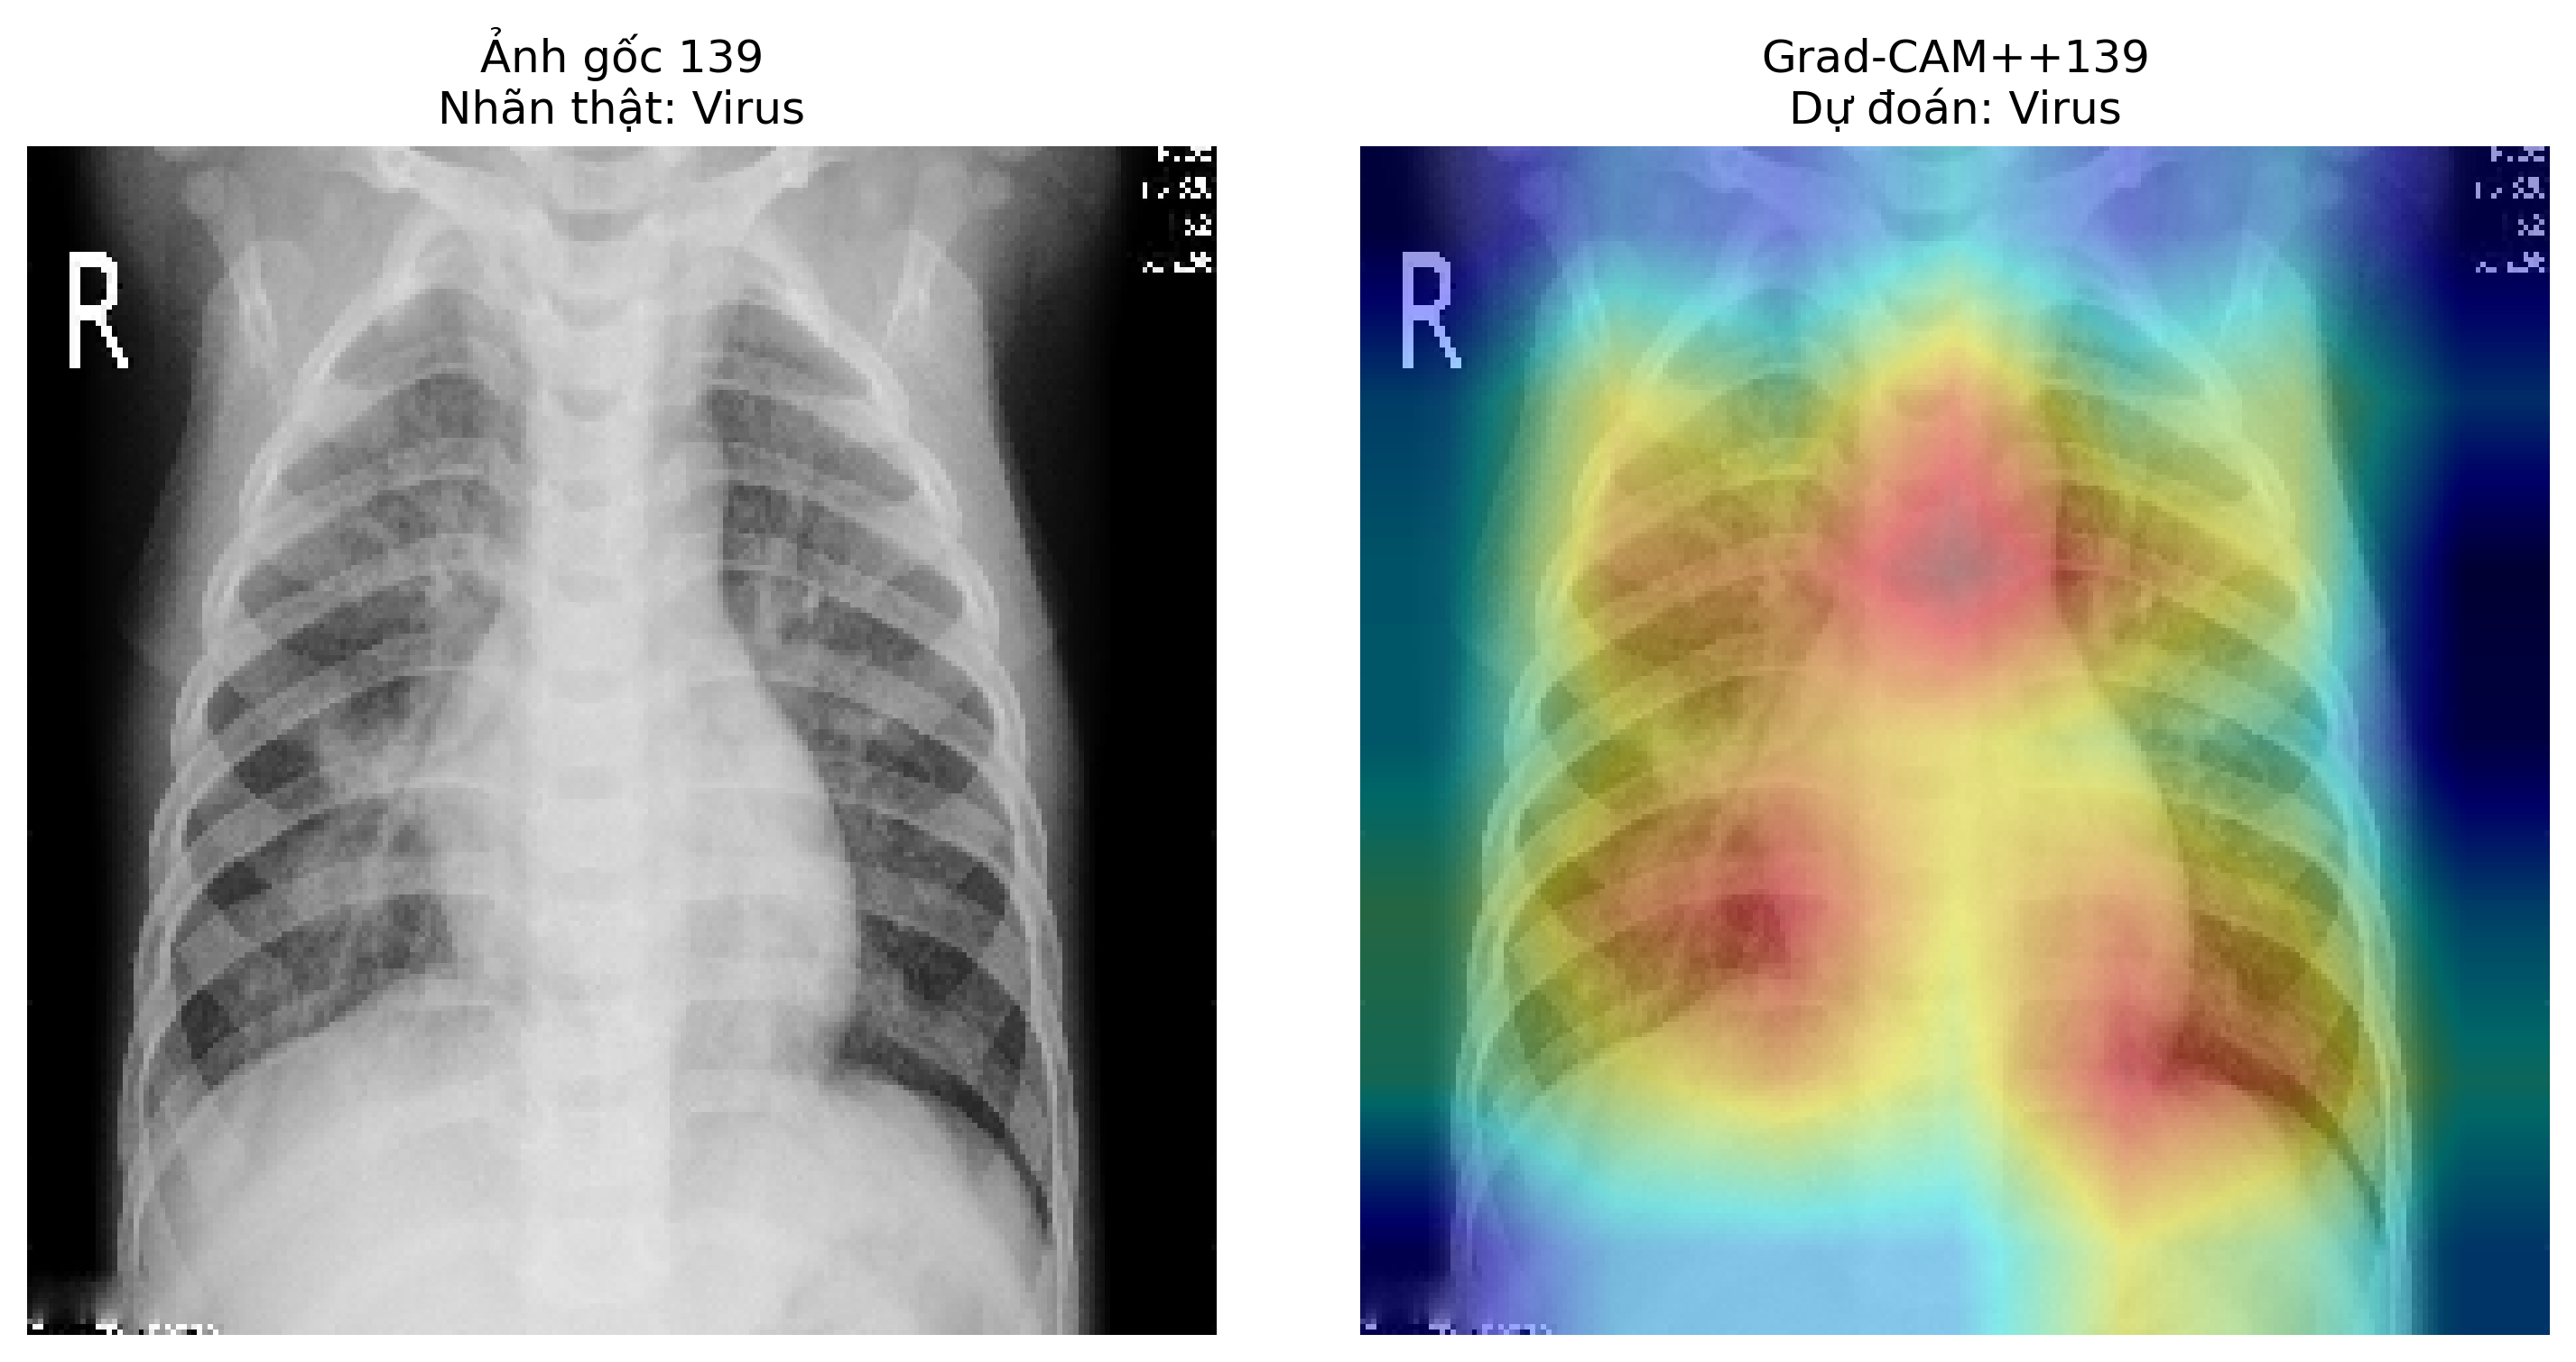 Ảnh gốc 139
Nhãn thật: Virus
Grad-CAM++139
Dự đoán: Virus
R
R